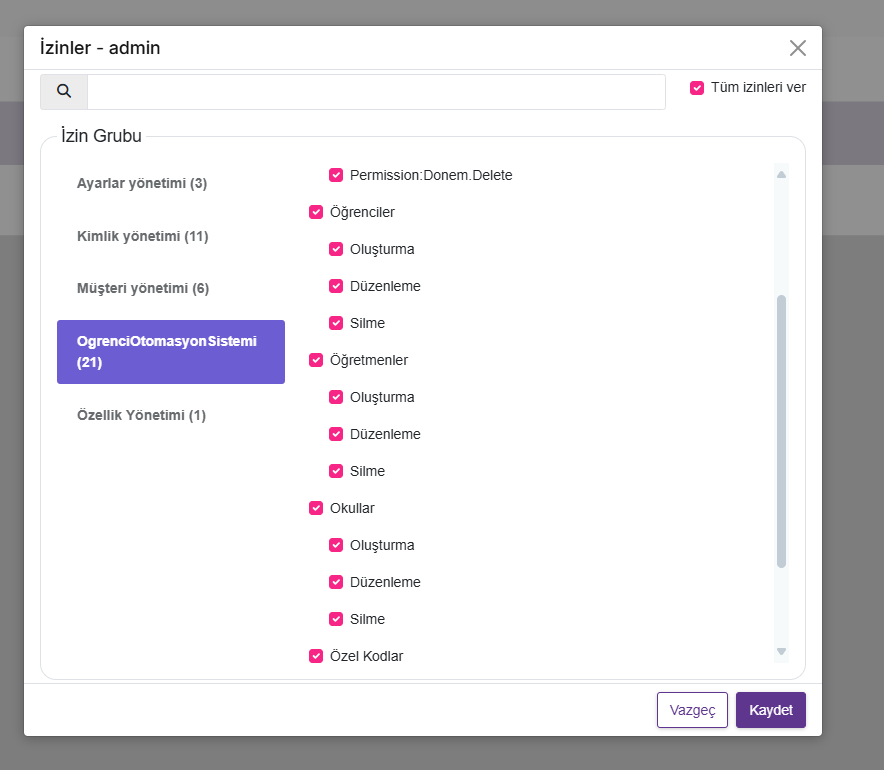 İzinler - admin
Tüm izinleri ver
İzin Grubu
Ayarlar yönetimi (3)
Kimlik yönetimi (11)
Müşteri yönetimi (6)
OgrenciOtomasyonSistemi
(21)
Özellik Yönetimi (1)
Permission:Donem.Delete
Öğrenciler
Oluşturma
Düzenleme
Silme
Öğretmenler
Oluşturma
Düzenleme
Silme
Okullar
Oluşturma
Düzenleme
Silme
Özel Kodlar
Vazgeç
Kaydet